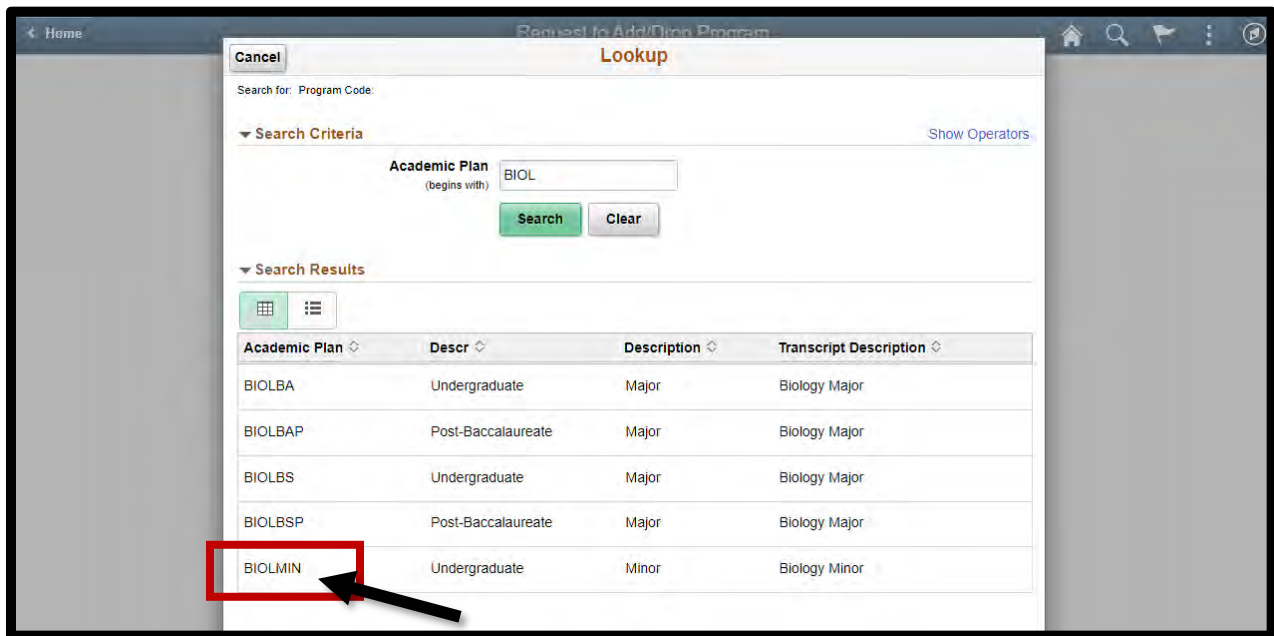 Home
Request to Add/Drop Program
Cancel
Lookup
Search for: Program Code:
Search Criteria
Show Operators
Academic Plan
(begins with)
BIOL
Search Clear
Search Results
Academic Plan Descr Description Transcript Description
BIOLBA Undergraduate Major Biology Major
BIOLBAP Post-Baccalaureate Major Biology Major
BIOLBS Undergraduate Major Biology Major
BIOLBSP Post-Baccalaureate Major Biology Major
BIOLMIN Undergraduate Minor Biology Minor